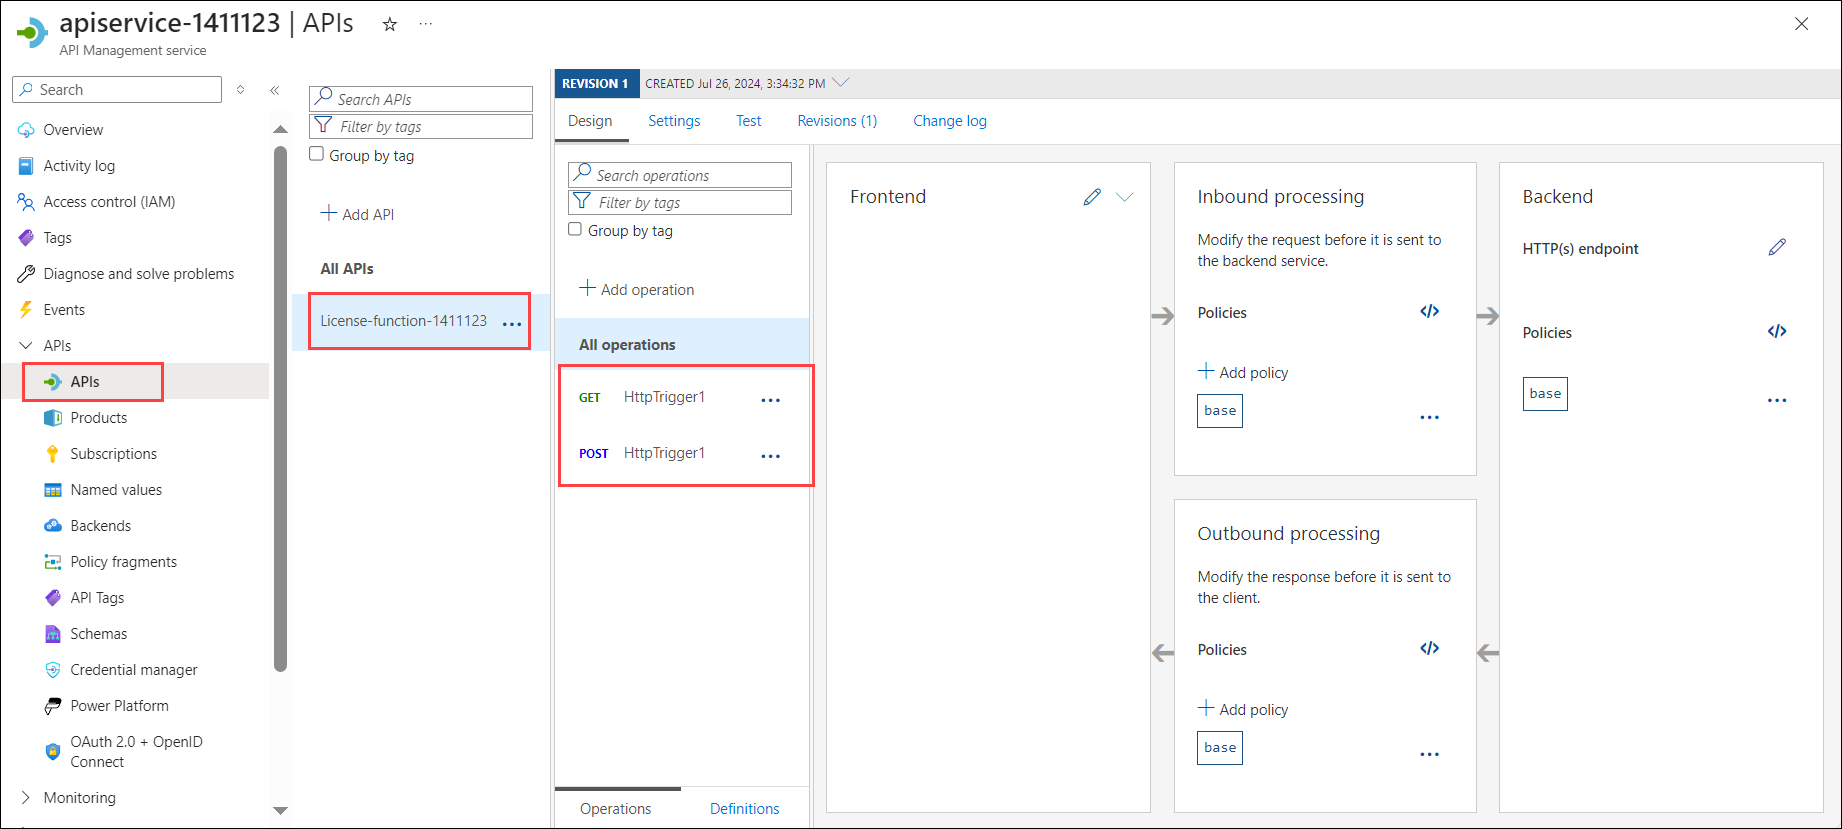 apiservice-1411123 | APIs
API Management service
Search
Overview
Activity log
Access control (IAM)
Tags
Diagnose and solve problems
Events
APIs
APIs
Products
Subscriptions
Named values
Backends
Policy fragments
API Tags
Schemas
Credential manager
Power Platform
OAuth 2.0 + OpenID
Connect
Monitoring
Search APIs
Filter by tags
Group by tag
Add API
All APIs
License-function-1411123
REVISION 1 CREATED Jul 26, 2024, 3:34:32 PM
Design Settings Test Revisions (1) Change log
Search operations
Filter by tags
Group by tag
Add operation
All operations
GET HttpTrigger1
POST HttpTrigger1
Operations Definitions
Frontend
Inbound processing
Modify the request before it is sent to
the backend service.
Policies
Add policy
base
Outbound processing
Modify the response before it is sent to
the client.
Policies
Add policy
base
Backend
HTTP(s) endpoint
Policies
base